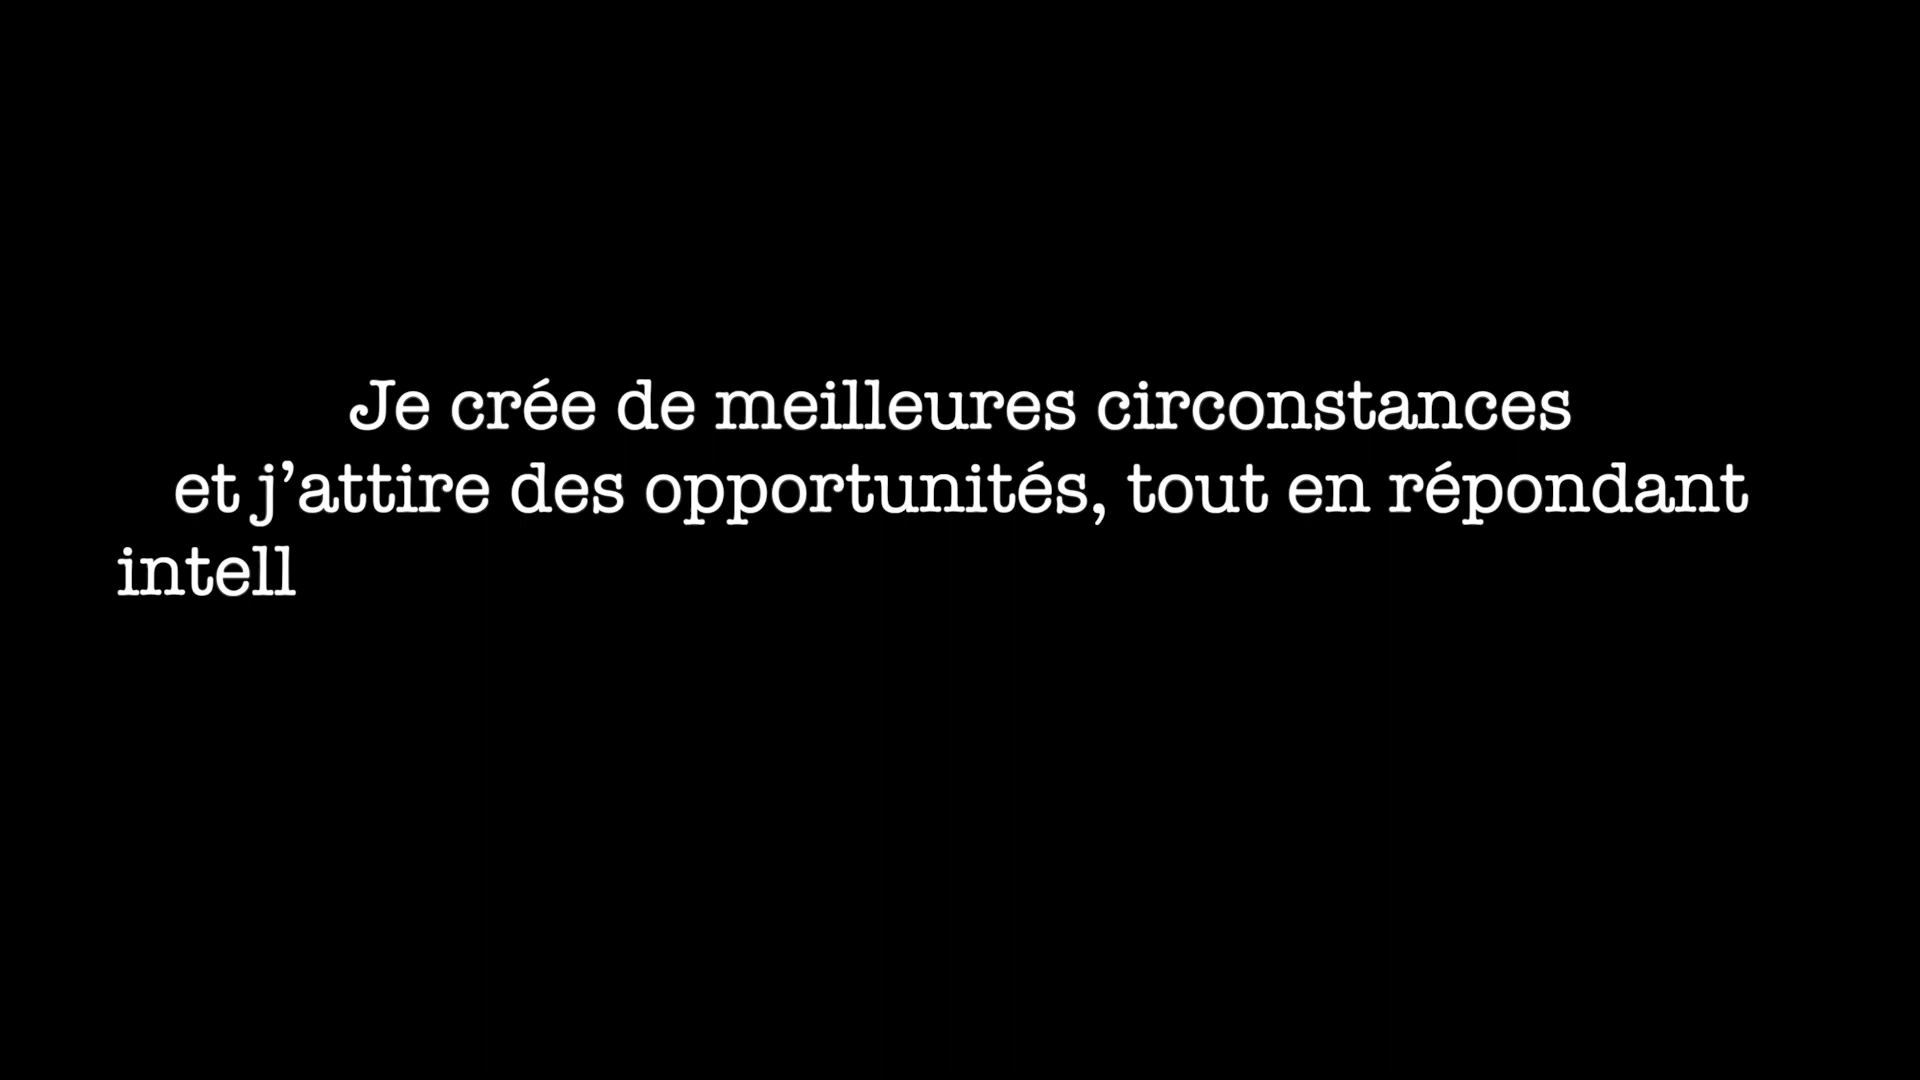 Je crée de meilleures circonstances
et j’attire des opportunités, tout en répondant
intell